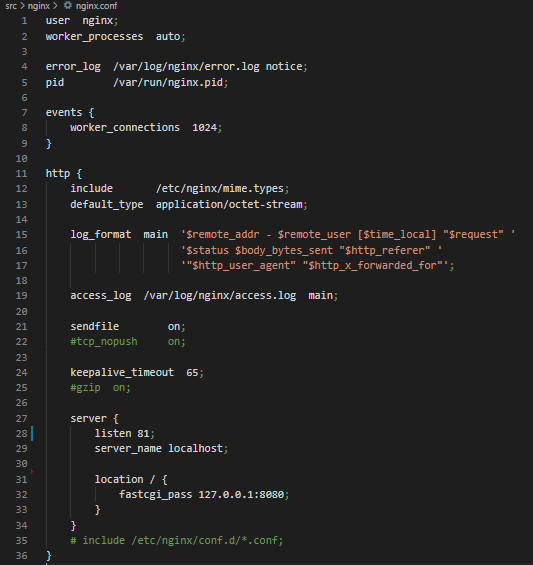 src > nginx > nginx.conf
1 user  nginx;
2 worker_processes  auto;
3
4 error_log  /var/log/nginx/error.log notice;
5 pid        /var/run/nginx.pid;
6
7 events {
8     worker_connections  1024;
9 }
10
11 http {
12     include       /etc/nginx/mime.types;
13     default_type  application/octet-stream;
14
15     log_format  main  '$remote_addr - $remote_user [$time_local] "$request" '
16                       '$status $body_bytes_sent "$http_referer" '
17                       '"$http_user_agent" "$http_x_forwarded_for"';
18
19     access_log  /var/log/nginx/access.log  main;
20
21     sendfile        on;
22     #tcp_nopush     on;
23
24     keepalive_timeout  65;
25     #gzip  on;
26
27     server {
28         listen 81;
29         server_name localhost;
30
31         location / {
32             fastcgi_pass 127.0.0.1:8080;
33         }
34     }
35     # include /etc/nginx/conf.d/*.conf;
36 }